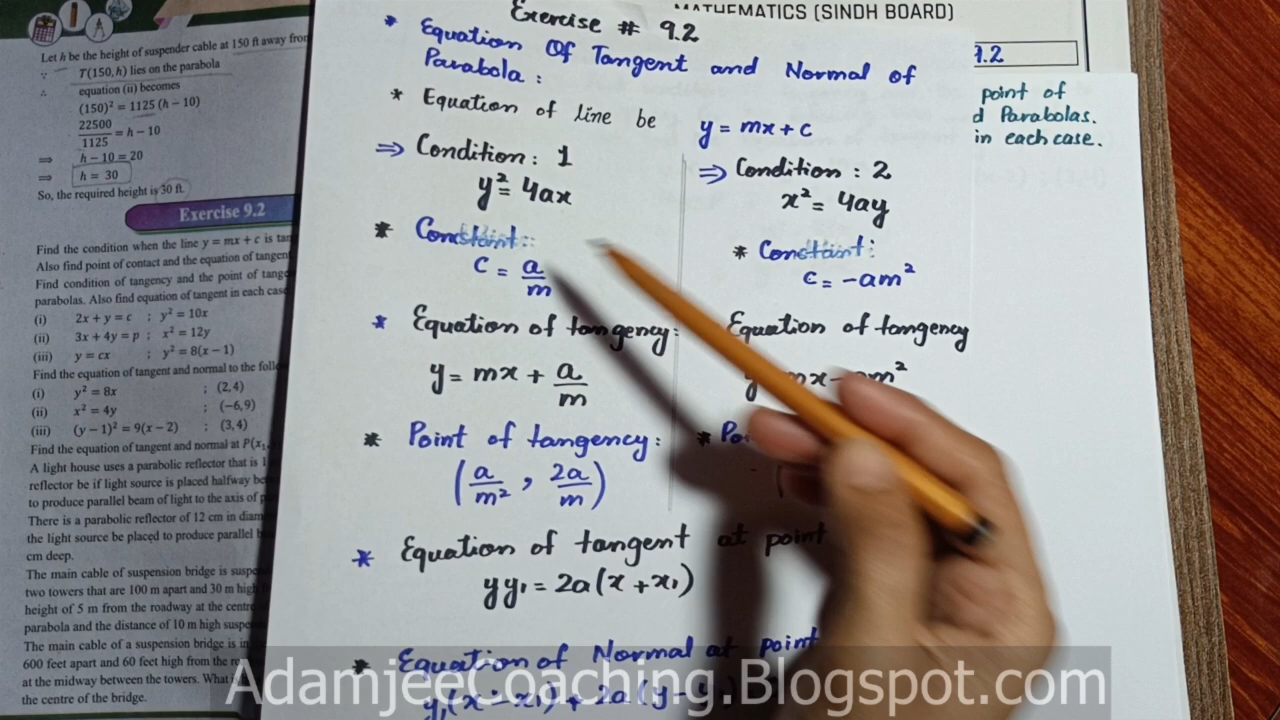 Let h be the height of suspender cable at 150 ft away from
∵ T(150, h) lies on the parabola
∴ equation (ii) becomes
(150)² = 1125 (h − 10)
22500/1125 = h − 10
⇒ h − 10 = 20
⇒ h = 30
So, the required height is 30 ft.
Exercise 9.2
Find the condition when the line y = mx + c is tan
Also find point of contact and the equation of tangent
Find condition of tangency and the point of tange
parabolas. Also find equation of tangent in each case
(i) 2x + y = c ; y² = 10x
(ii) 3x + 4y = p ; x² = 12y
(iii) y = cx ; y² = 8(x − 1)
Find the equation of tangent and normal to the follo
(i) y² = 8x ; (2, 4)
(ii) x² = 4y ; (−6, 9)
(iii) (y − 1)² = 9(x − 2) ; (3, 4)
Find the equation of tangent and normal at P(x₁,
A light house uses a parabolic reflector that is 1
reflector be if light source is placed halfway be
to produce parallel beam of light to the axis of p
There is a parabolic reflector of 12 cm in diam
the light source be placed to produce parallel b
cm deep.
The main cable of suspension bridge is suspe
two towers that are 100 m apart and 30 m high
height of 5 m from the roadway at the centre
parabola and the distance of 10 m high suspe
The main cable of a suspension bridge is in
600 feet apart and 60 feet high from the ro
at the midway between the towers. What is
the centre of the bridge.
MATHEMATICS (SINDH BOARD)
9.2
point of
d Parabolas.
in each case.
Exercise # 9.2
* Equation Of Tangent and Normal of
Parabola :
* Equation of line be y = mx + c
⇒ Condition : 1
y² = 4ax
* Constant :
c = a/m
* Equation of tangency :
y = mx + a/m
* Point of tangency :
(a/m² , 2a/m)
⇒ Condition : 2
x² = 4ay
* Constant :
c = −am²
Equation of tangency
y mx − am²
* Po
* Equation of tangent at point
yy₁ = 2a(x + x₁)
* Equation of Normal at point
y₁(x − x₁) + 2a(y − y
AdamjeeCoaching.Blogspot.com